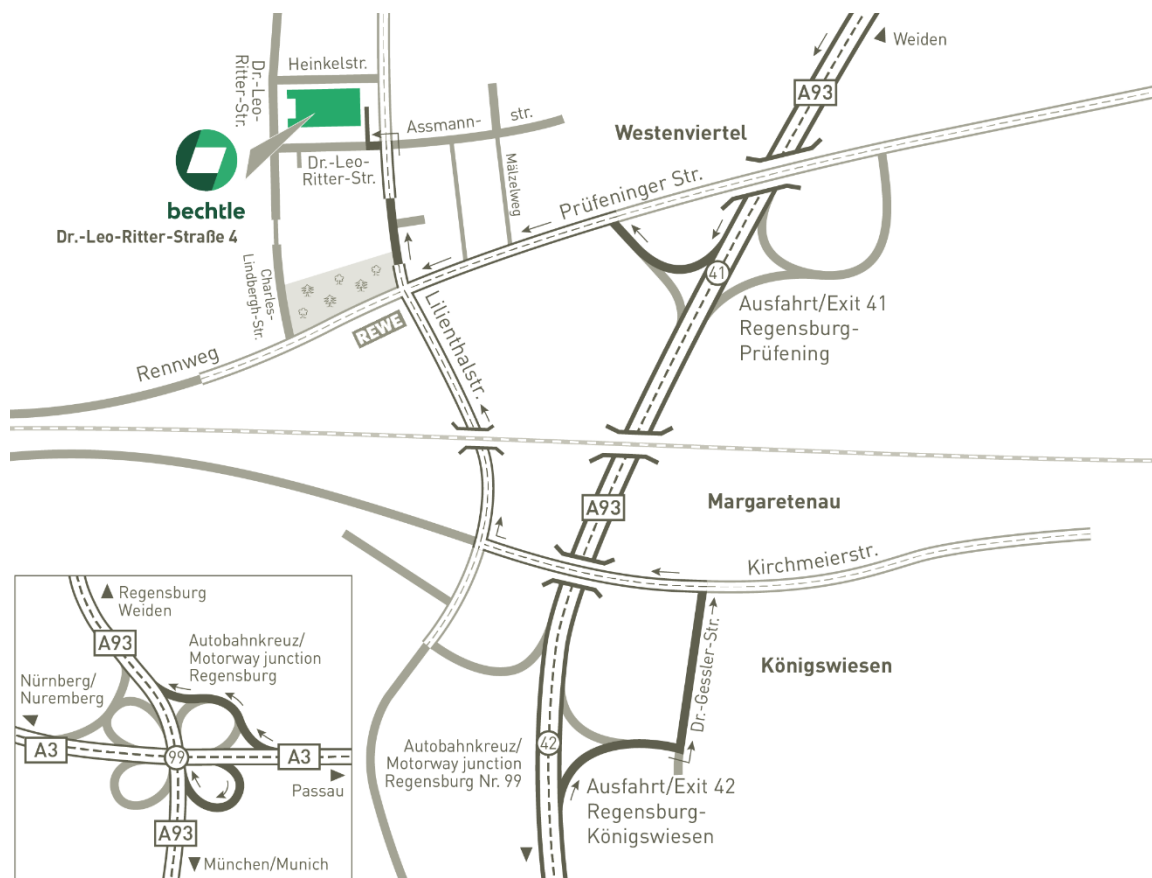 Weiden
A93
Heinkelstr.
Dr.-Leo-
Ritter-Str.
Assmann-
str.
Westenviertel
Dr.-Leo-
Ritter-Str.
Mälzelweg
Prüfeninger Str.
bechtle
Dr.-Leo-Ritter-Straße 4
Charles-
Lindbergh-Str.
41
Ausfahrt/Exit 41
Regensburg-
Prüfening
REWE
Lilienthalstr.
Rennweg
A93
Margaretenau
Kirchmeierstr.
Königswiesen
Dr.-Gessler-Str.
42
Autobahnkreuz/
Motorway junction
Regensburg Nr. 99
Ausfahrt/Exit 42
Regensburg-
Königswiesen
Regensburg
Weiden
A93
Autobahnkreuz/
Motorway junction
Regensburg
Nürnberg/
Nuremberg
A3
99
A3
Passau
A93
München/Munich